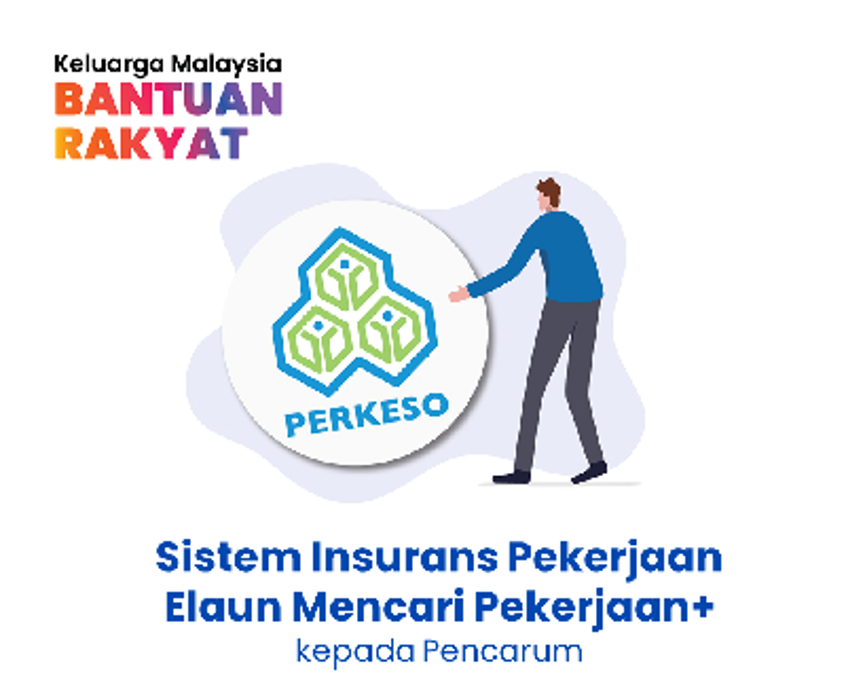 Keluarga Malaysia
BANTUAN
RAKYAT
PERKESO
Sistem Insurans Pekerjaan
Elaun Mencari Pekerjaan+
kepada Pencarum